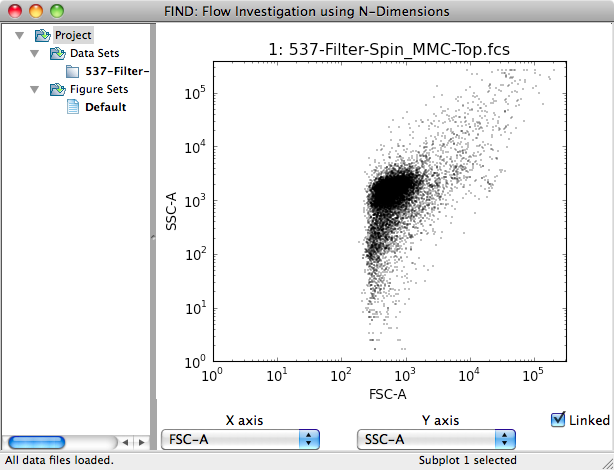 FIND: Flow Investigation using N-Dimensions
Project
Data Sets
537-Filter-
Figure Sets
Default
1: 537-Filter-Spin_MMC-Top.fcs
SSC-A
10^5
10^4
10^3
10^2
10^1
10^0
10^0 10^1 10^2 10^3 10^4 10^5
FSC-A
X axis Y axis Linked
FSC-A SSC-A
All data files loaded. Subplot 1 selected